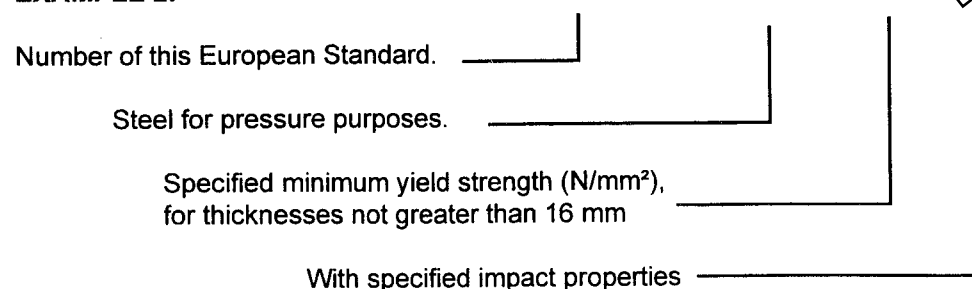 Number of this European Standard.
Steel for pressure purposes.
Specified minimum yield strength (N/mm²),
for thicknesses not greater than 16 mm
With specified impact properties